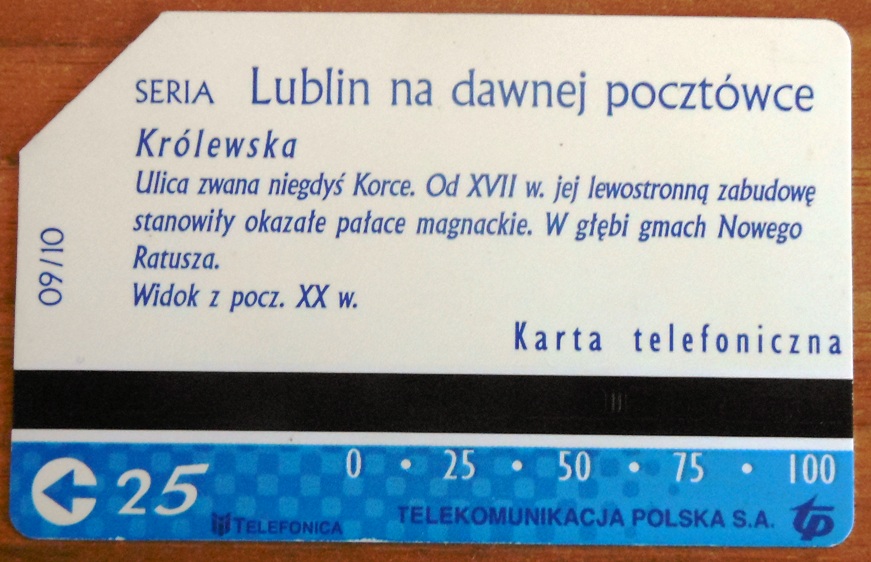 SERIA Lublin na dawnej pocztówce
Królewska
Ulica zwana niegdyś Korce. Od XVII w. jej lewostronną zabudowę
stanowiły okazałe pałace magnackie. W głębi gmach Nowego
Ratusza.
Widok z pocz. XX w.
09/10
Karta telefoniczna
0 • 25 • 50 • 75 • 100
25
TELEFONICA
TELEKOMUNIKACJA POLSKA S.A. tp